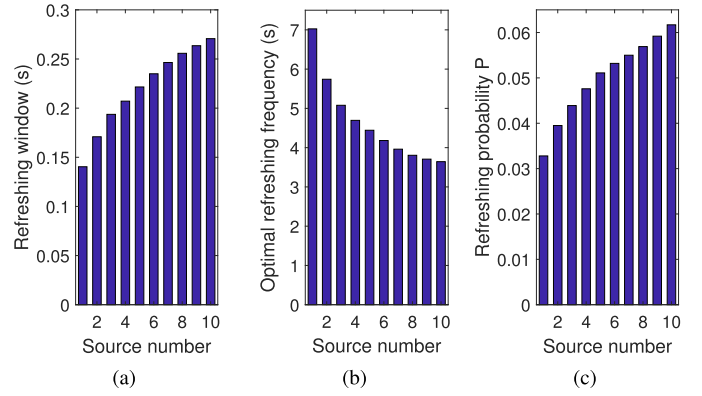 Refreshing window (s)
0.3
0.25
0.2
0.15
0.1
0.05
0
2 4 6 8 10
Source number
(a)
Optimal refreshing frequency (s)
7
6
5
4
3
2
1
0
2 4 6 8 10
Source number
(b)
Refreshing probability P
0.06
0.05
0.04
0.03
0.02
0.01
0
2 4 6 8 10
Source number
(c)